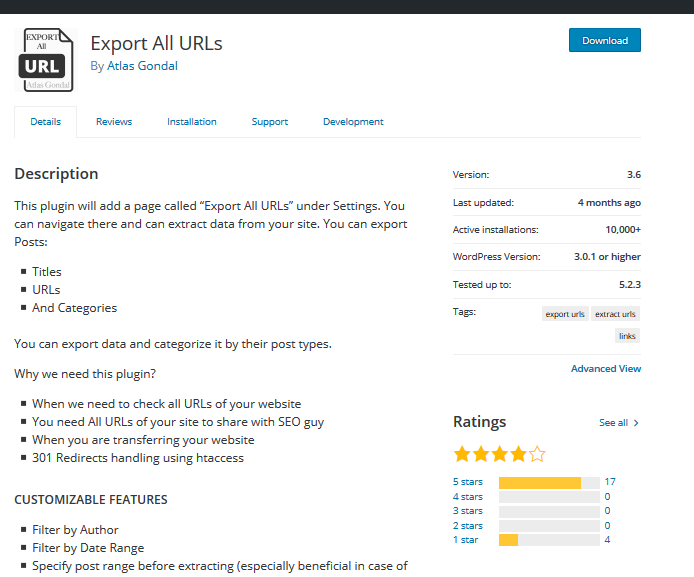 EXPORT
All
URL
Atlas Gondal
Export All URLs
By Atlas Gondal
Download
Details
Reviews
Installation
Support
Development
Description
This plugin will add a page called “Export All URLs” under Settings. You
can navigate there and can extract data from your site. You can export
Posts:
Titles
URLs
And Categories
You can export data and categorize it by their post types.
Why we need this plugin?
When we need to check all URLs of your website
You need All URLs of your site to share with SEO guy
When you are transferring your website
301 Redirects handling using htaccess
CUSTOMIZABLE FEATURES
Filter by Author
Filter by Date Range
Specify post range before extracting (especially beneficial in case of
Version: 3.6
Last updated: 4 months ago
Active installations: 10,000+
WordPress Version: 3.0.1 or higher
Tested up to: 5.2.3
Tags: export urls extract urls
links
Advanced View
Ratings See all
5 stars 17
4 stars 0
3 stars 0
2 stars 0
1 star 4